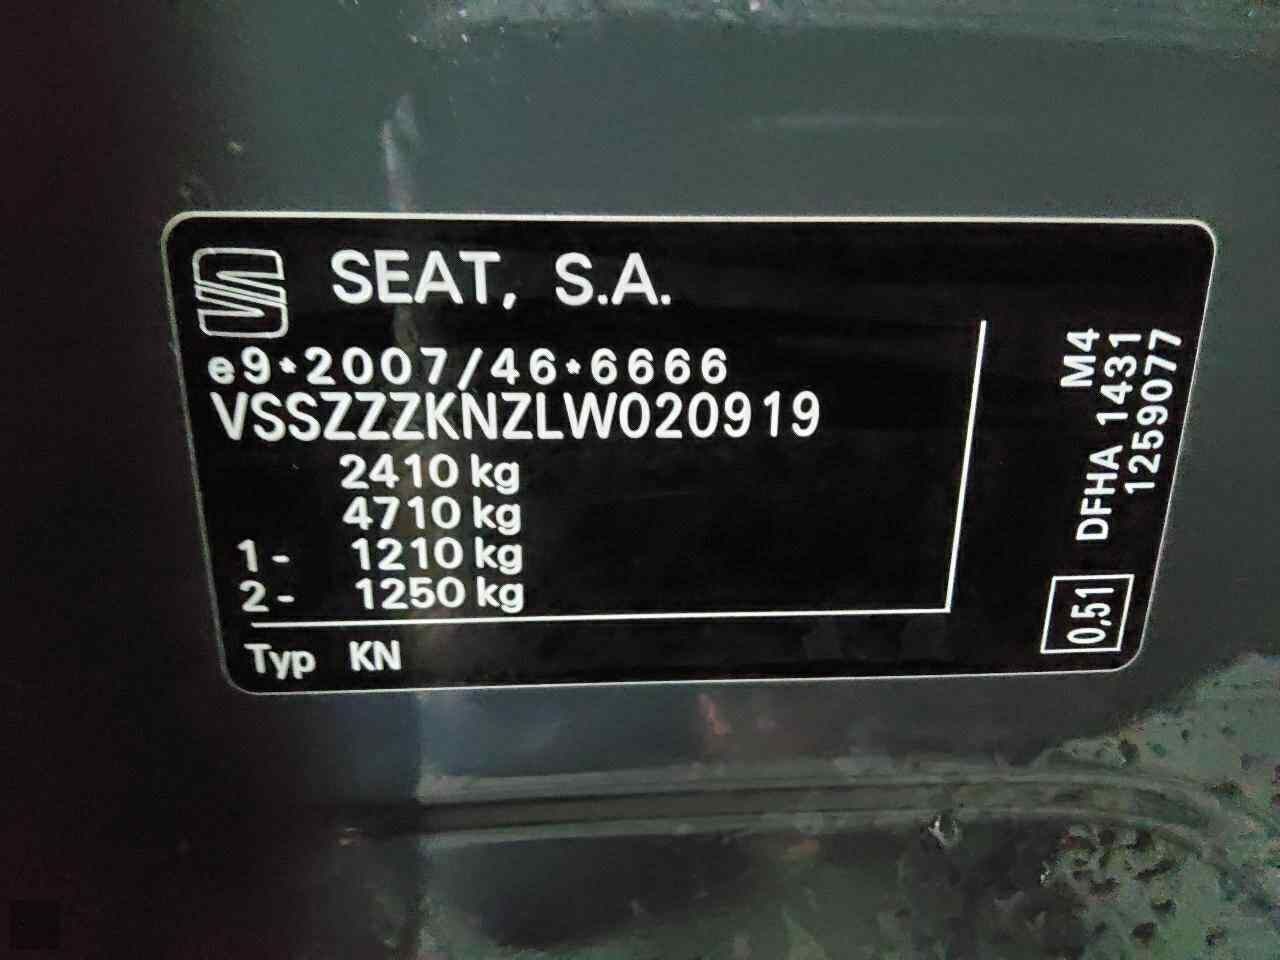 SEAT, S.A.
e9*2007/46*6666
VSSZZZKNZLW020919
2410 kg
4710 kg
1- 1210 kg
2- 1250 kg
Typ KN
M4
DFHA 1431
1259077
0,51